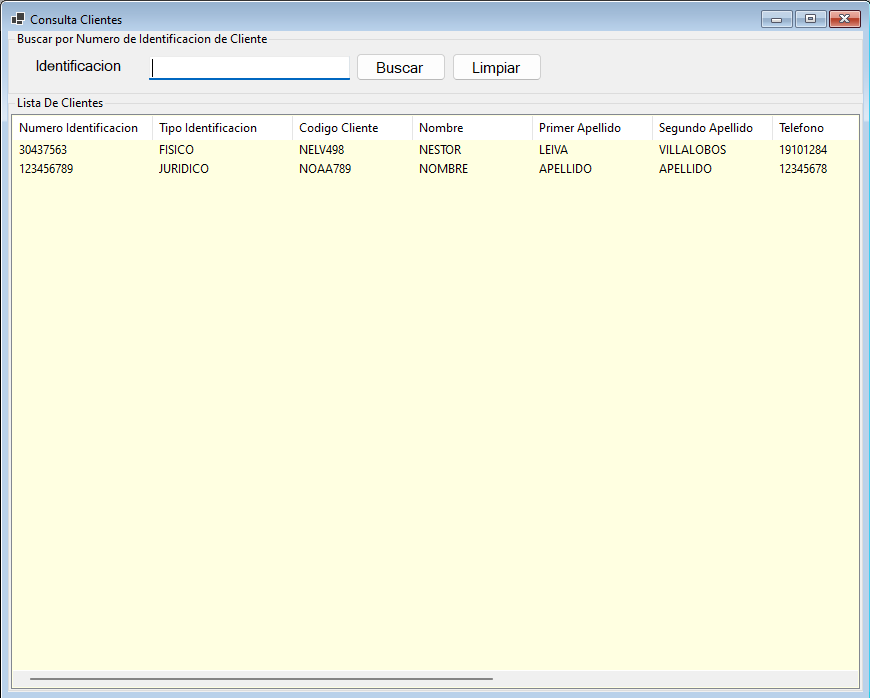 Consulta Clientes
Buscar por Numero de Identificacion de Cliente
Identificacion Buscar Limpiar
Lista De Clientes
Numero Identificacion Tipo Identificacion Codigo Cliente Nombre Primer Apellido Segundo Apellido Telefono
30437563 FISICO NELV498 NESTOR LEIVA VILLALOBOS 19101284
123456789 JURIDICO NOAA789 NOMBRE APELLIDO APELLIDO 12345678